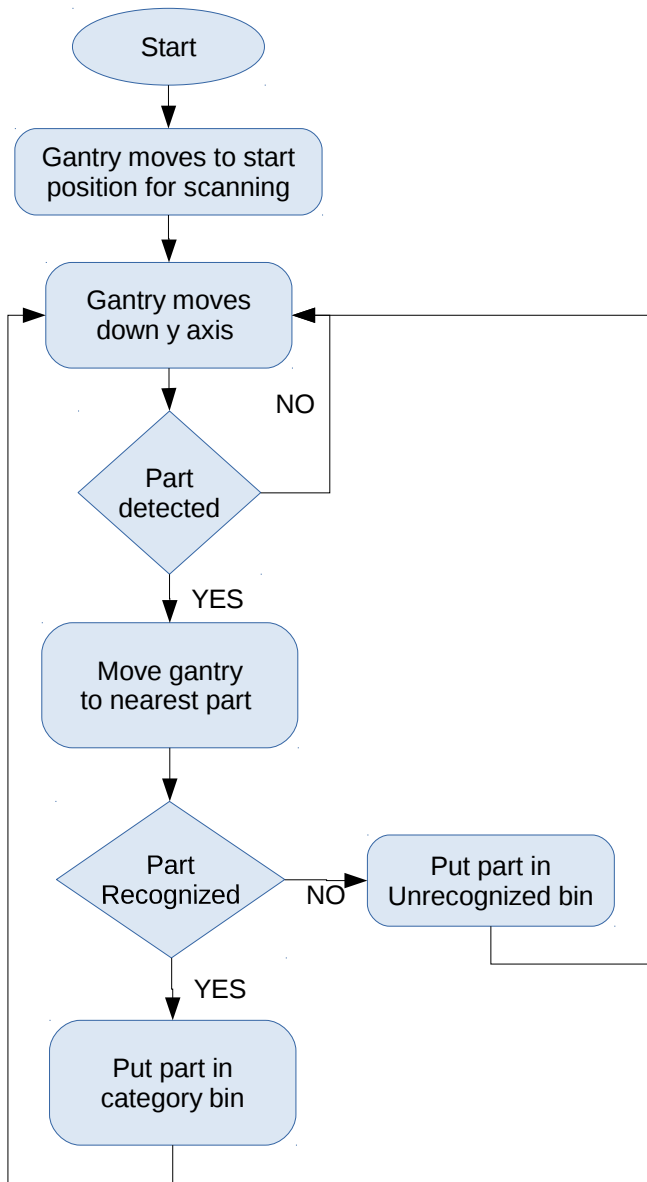 Start
Gantry moves to start
position for scanning
Gantry moves
down y axis
NO
Part
detected
YES
Move gantry
to nearest part
Part
Recognized
NO
Put part in
Unrecognized bin
YES
Put part in
category bin